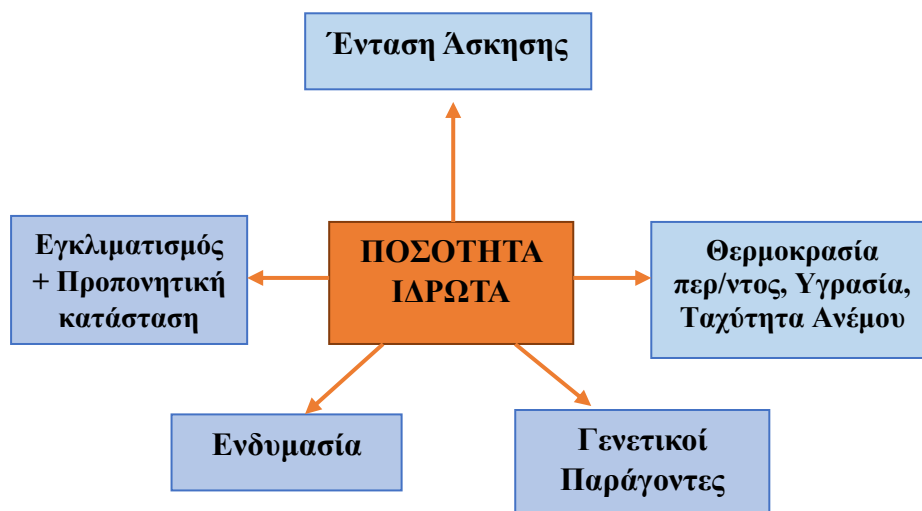 Ένταση Άσκησης
Εγκλιματισμός
+ Προπονητική
κατάσταση
ΠΟΣΟΤΗΤΑ
ΙΔΡΩΤΑ
Θερμοκρασία
περ/ντος, Υγρασία,
Ταχύτητα Ανέμου
Ενδυμασία
Γενετικοί
Παράγοντες